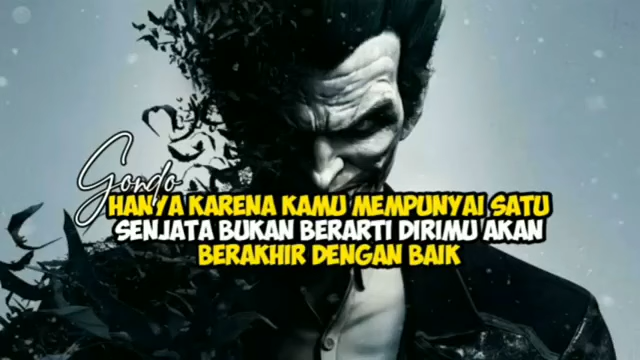 Gondo
HANYA KARENA KAMU MEMPUNYAI SATU
SENJATA BUKAN BERARTI DIRIMU AKAN
BERAKHIR DENGAN BAIK